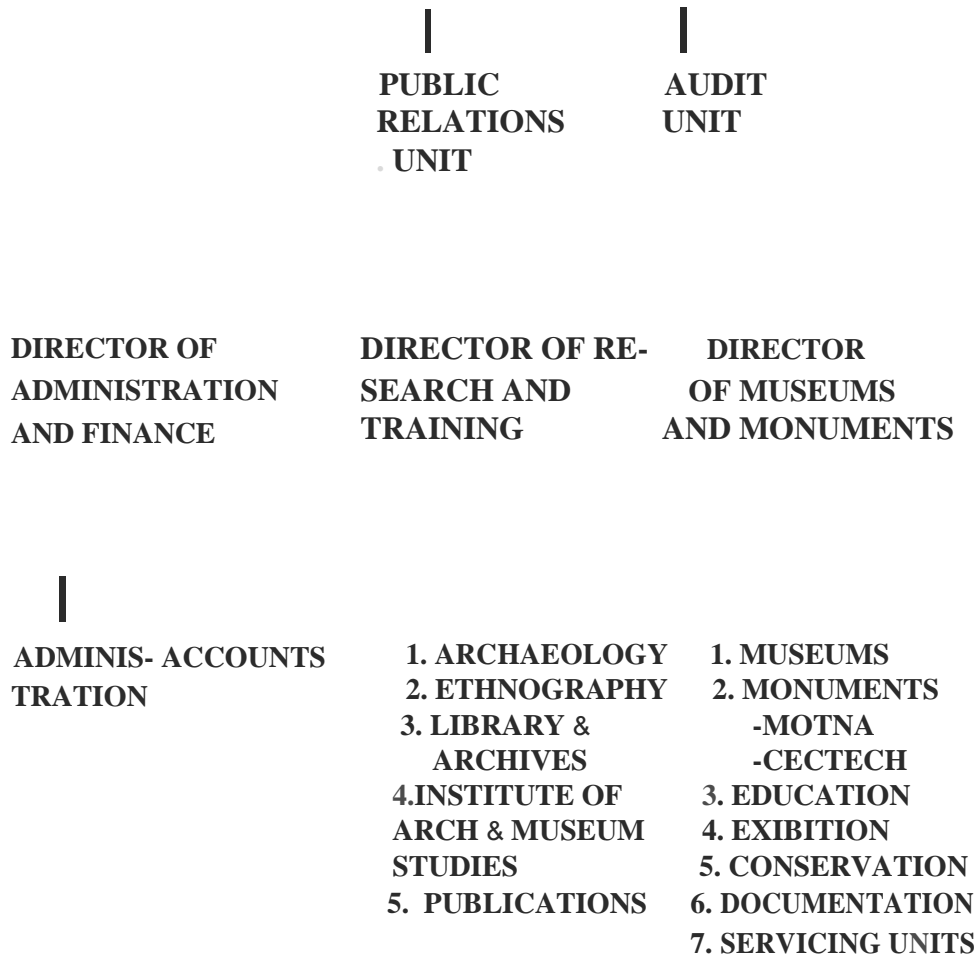 PUBLIC
RELATIONS
. UNIT
AUDIT
UNIT
DIRECTOR OF
ADMINISTRATION
AND FINANCE
DIRECTOR OF RE-
SEARCH AND
TRAINING
DIRECTOR
OF MUSEUMS
AND MONUMENTS
ADMINIS- ACCOUNTS
TRATION
1. ARCHAEOLOGY
2. ETHNOGRAPHY
3. LIBRARY &
ARCHIVES
4.INSTITUTE OF
ARCH & MUSEUM
STUDIES
5. PUBLICATIONS
1. MUSEUMS
2. MONUMENTS
-MOTNA
-CECTECH
3. EDUCATION
4. EXIBITION
5. CONSERVATION
6. DOCUMENTATION
7. SERVICING UNITS